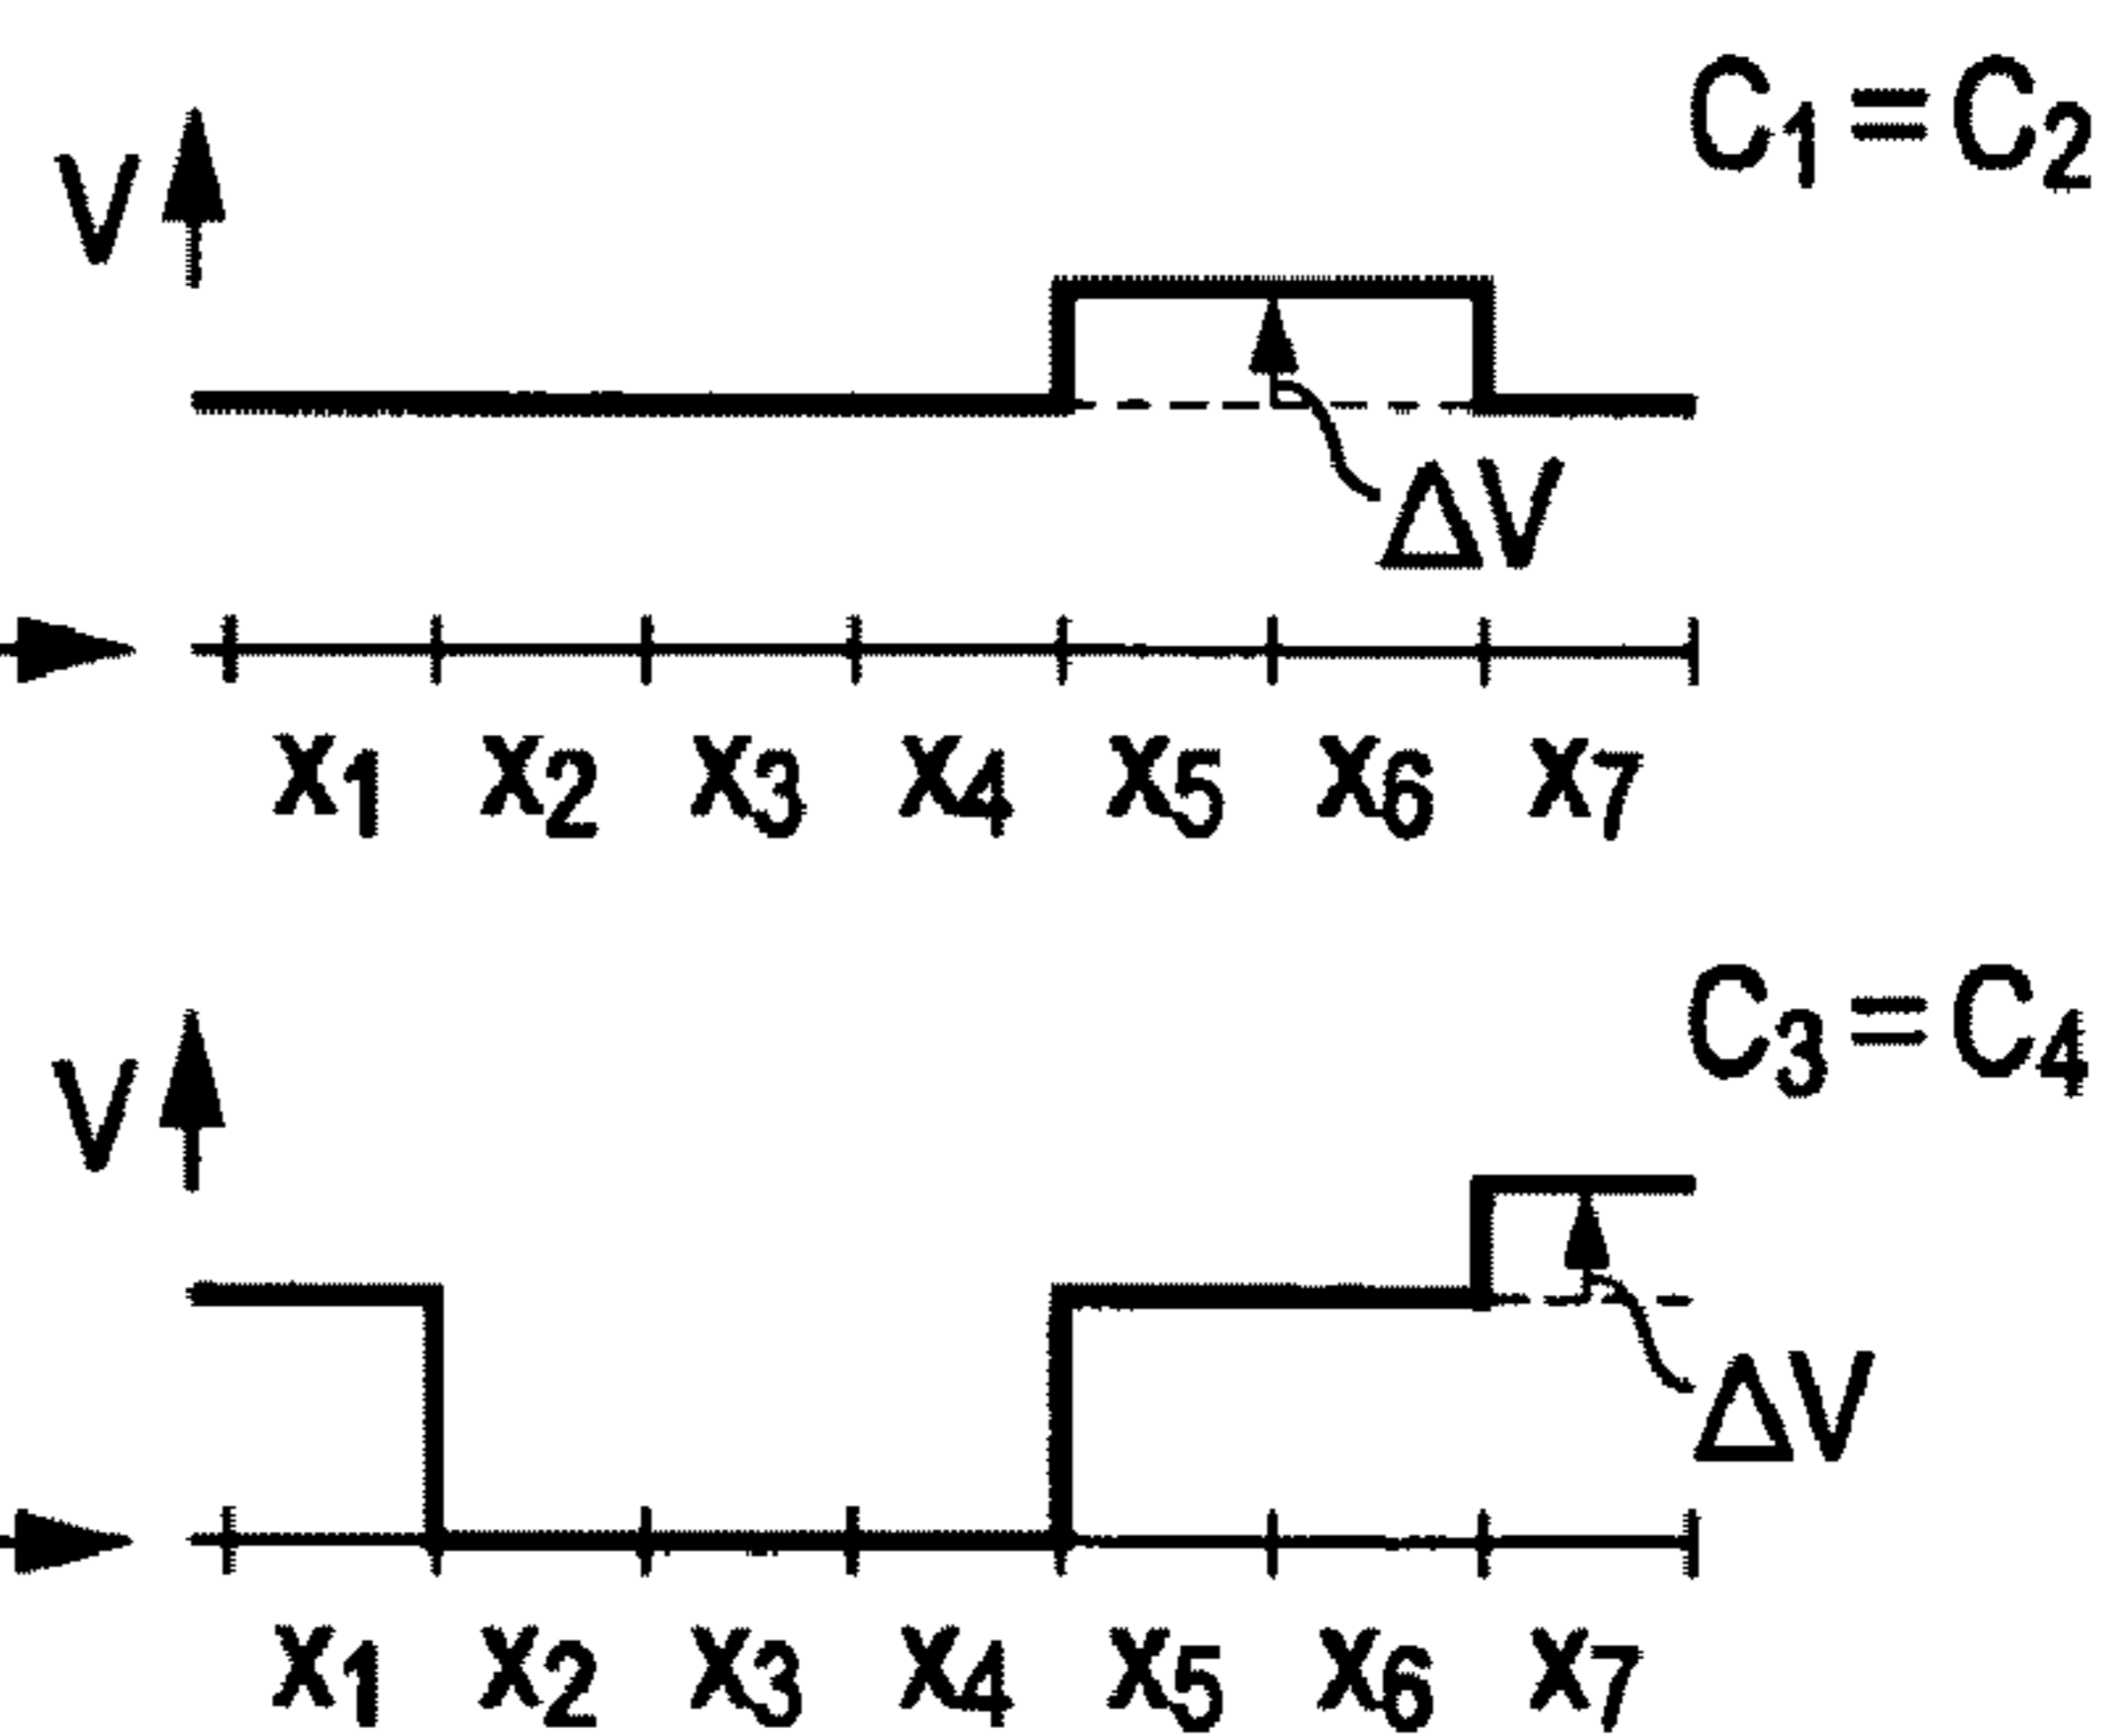 C₁ = C₂
V
ΔV
x₁ x₂ x₃ x₄ x₅ x₆ x₇
C₃ = C₄
V
ΔV
x₁ x₂ x₃ x₄ x₅ x₆ x₇